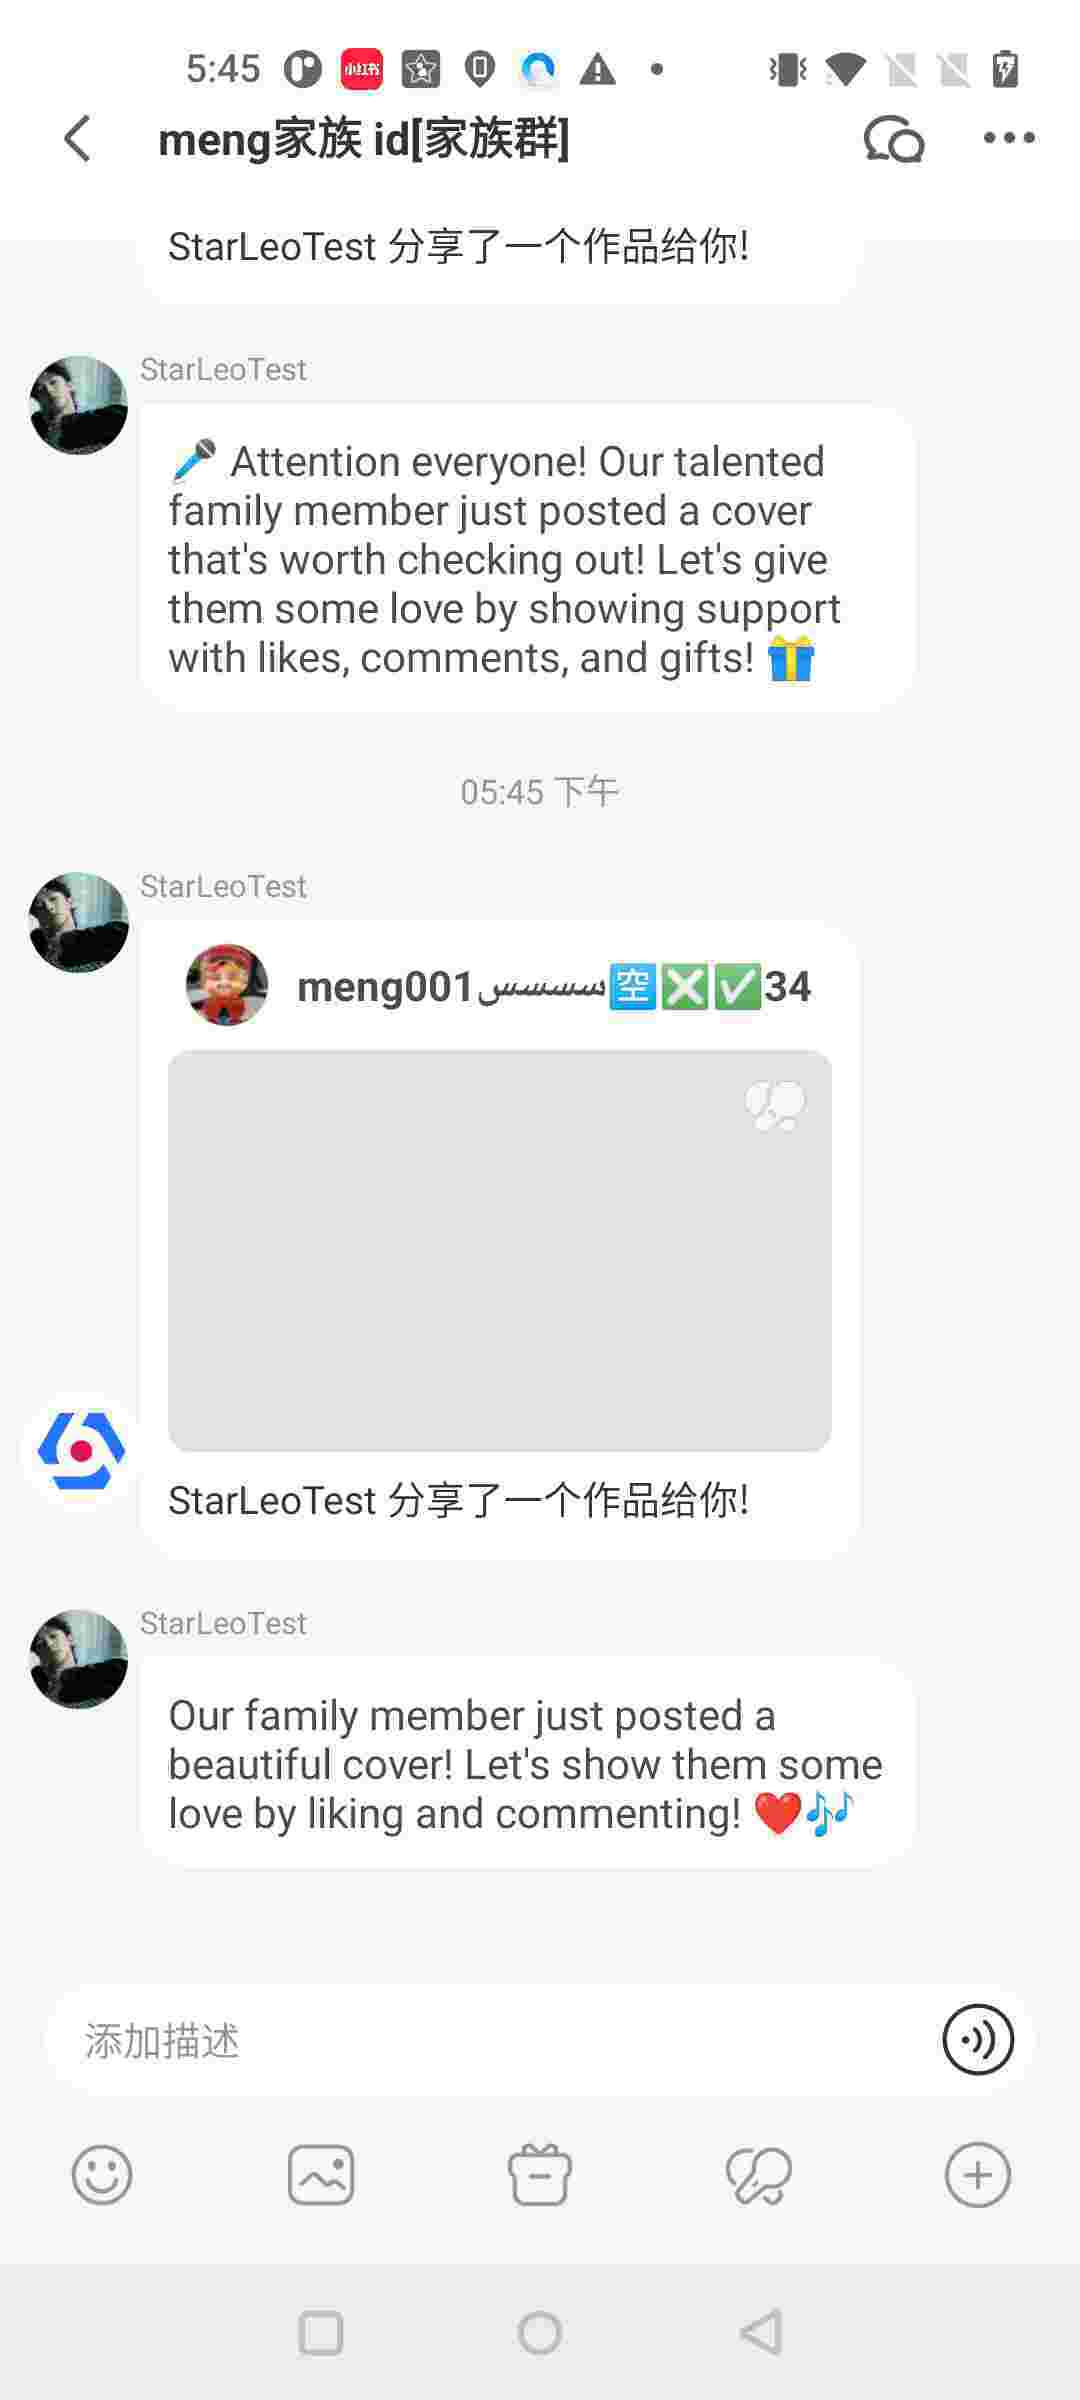 5:45
小红书
meng家族 id[家族群]
StarLeoTest 分享了一个作品给你!
StarLeoTest
🎤 Attention everyone! Our talented
family member just posted a cover
that's worth checking out! Let's give
them some love by showing support
with likes, comments, and gifts! 🎁
05:45 下午
StarLeoTest
meng001سسسس🈳❎✅34
StarLeoTest 分享了一个作品给你!
StarLeoTest
Our family member just posted a
beautiful cover! Let's show them some
love by liking and commenting! ❤️🎶
添加描述